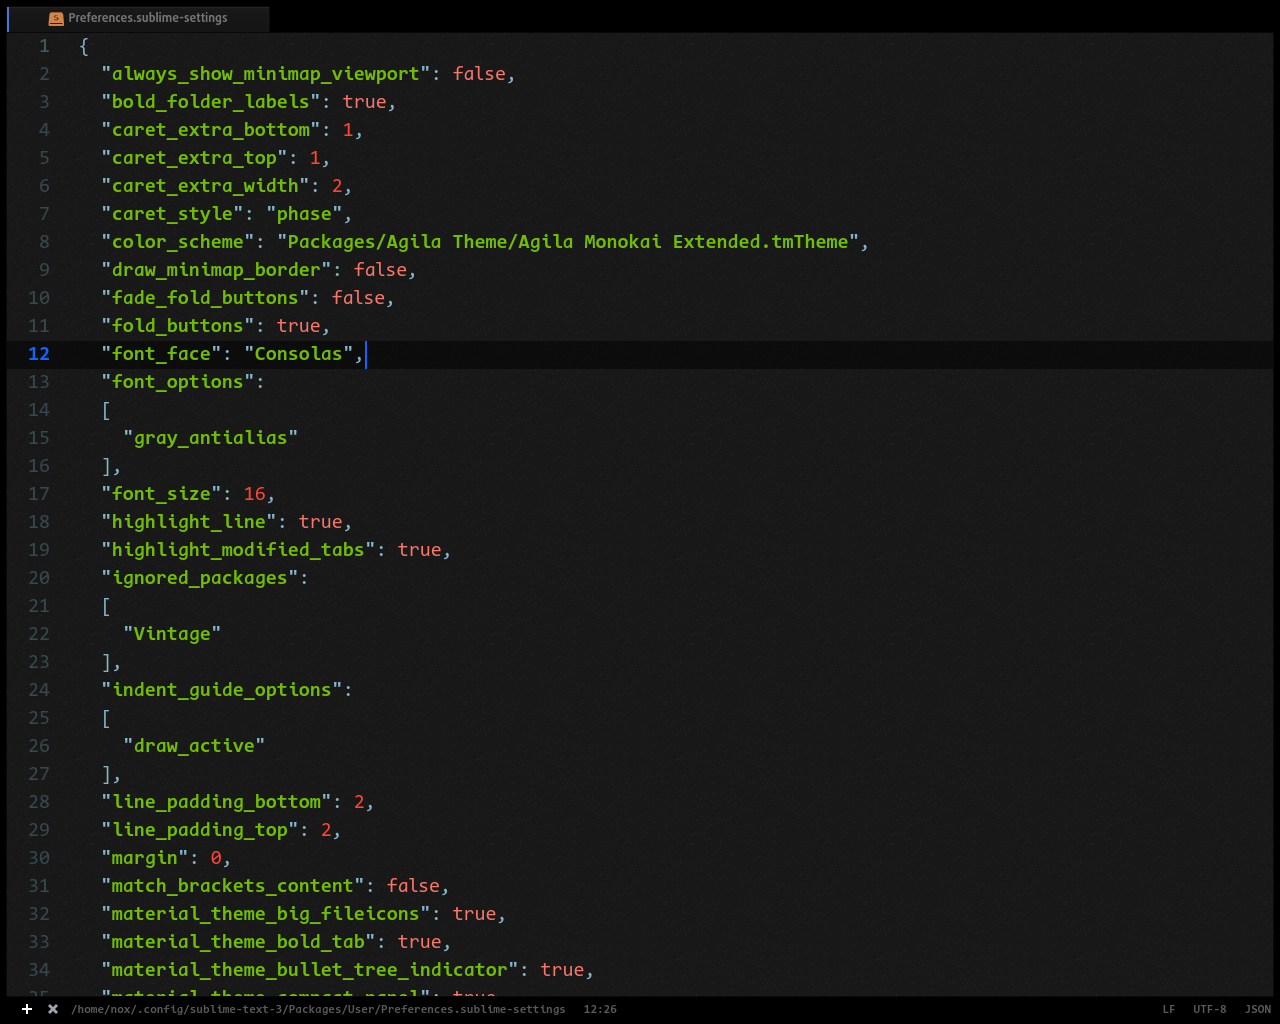 Preferences.sublime-settings
1 {
2 "always_show_minimap_viewport": false,
3 "bold_folder_labels": true,
4 "caret_extra_bottom": 1,
5 "caret_extra_top": 1,
6 "caret_extra_width": 2,
7 "caret_style": "phase",
8 "color_scheme": "Packages/Agila Theme/Agila Monokai Extended.tmTheme",
9 "draw_minimap_border": false,
10 "fade_fold_buttons": false,
11 "fold_buttons": true,
12 "font_face": "Consolas",
13 "font_options":
14 [
15 "gray_antialias"
16 ],
17 "font_size": 16,
18 "highlight_line": true,
19 "highlight_modified_tabs": true,
20 "ignored_packages":
21 [
22 "Vintage"
23 ],
24 "indent_guide_options":
25 [
26 "draw_active"
27 ],
28 "line_padding_bottom": 2,
29 "line_padding_top": 2,
30 "margin": 0,
31 "match_brackets_content": false,
32 "material_theme_big_fileicons": true,
33 "material_theme_bold_tab": true,
34 "material_theme_bullet_tree_indicator": true,
35 "material_theme_compact_panel": true
/home/nox/.config/sublime-text-3/Packages/User/Preferences.sublime-settings 12:26 LF UTF-8 JSON